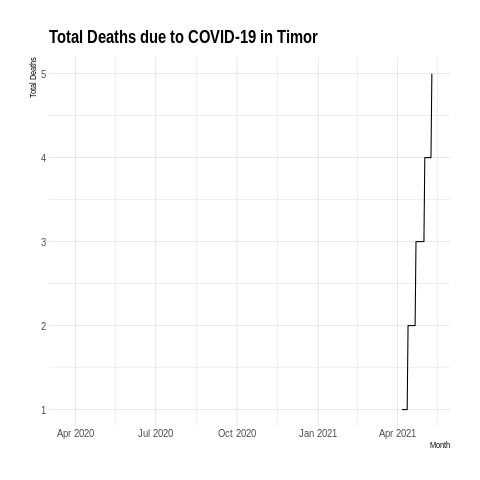 Total Deaths due to COVID-19 in Timor
Total Deaths
5
4
3
2
1
Apr 2020 Jul 2020 Oct 2020 Jan 2021 Apr 2021
Month